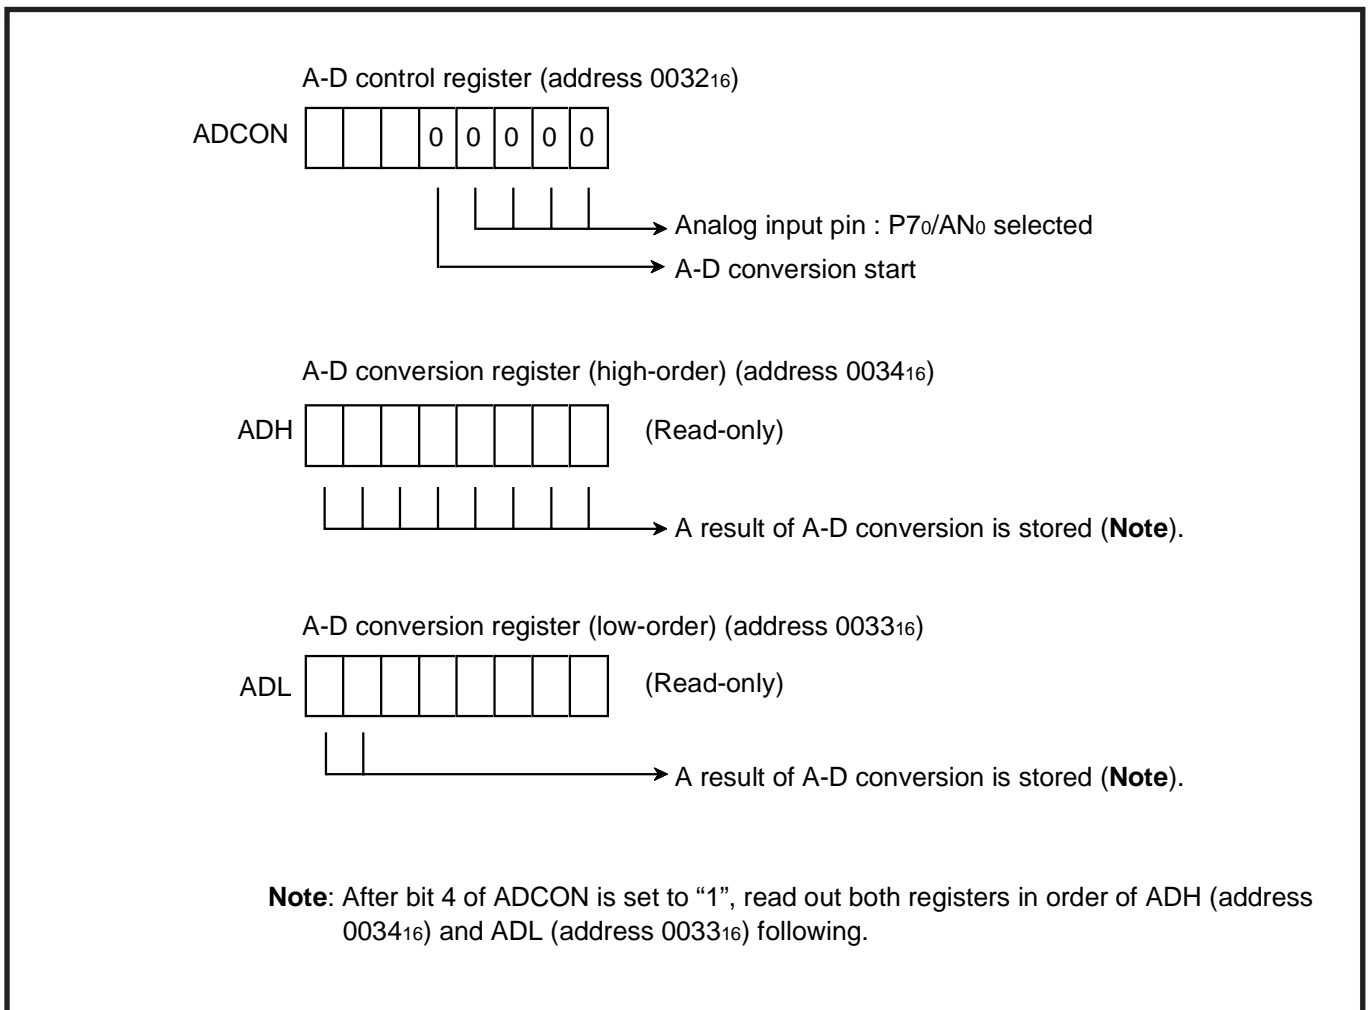 A-D control register (address 0032₁₆)
ADCON 0 0 0 0 0
Analog input pin : P7₀/AN₀ selected
A-D conversion start
A-D conversion register (high-order) (address 0034₁₆)
ADH (Read-only)
A result of A-D conversion is stored (Note).
A-D conversion register (low-order) (address 0033₁₆)
ADL (Read-only)
A result of A-D conversion is stored (Note).
Note: After bit 4 of ADCON is set to “1”, read out both registers in order of ADH (address
0034₁₆) and ADL (address 0033₁₆) following.